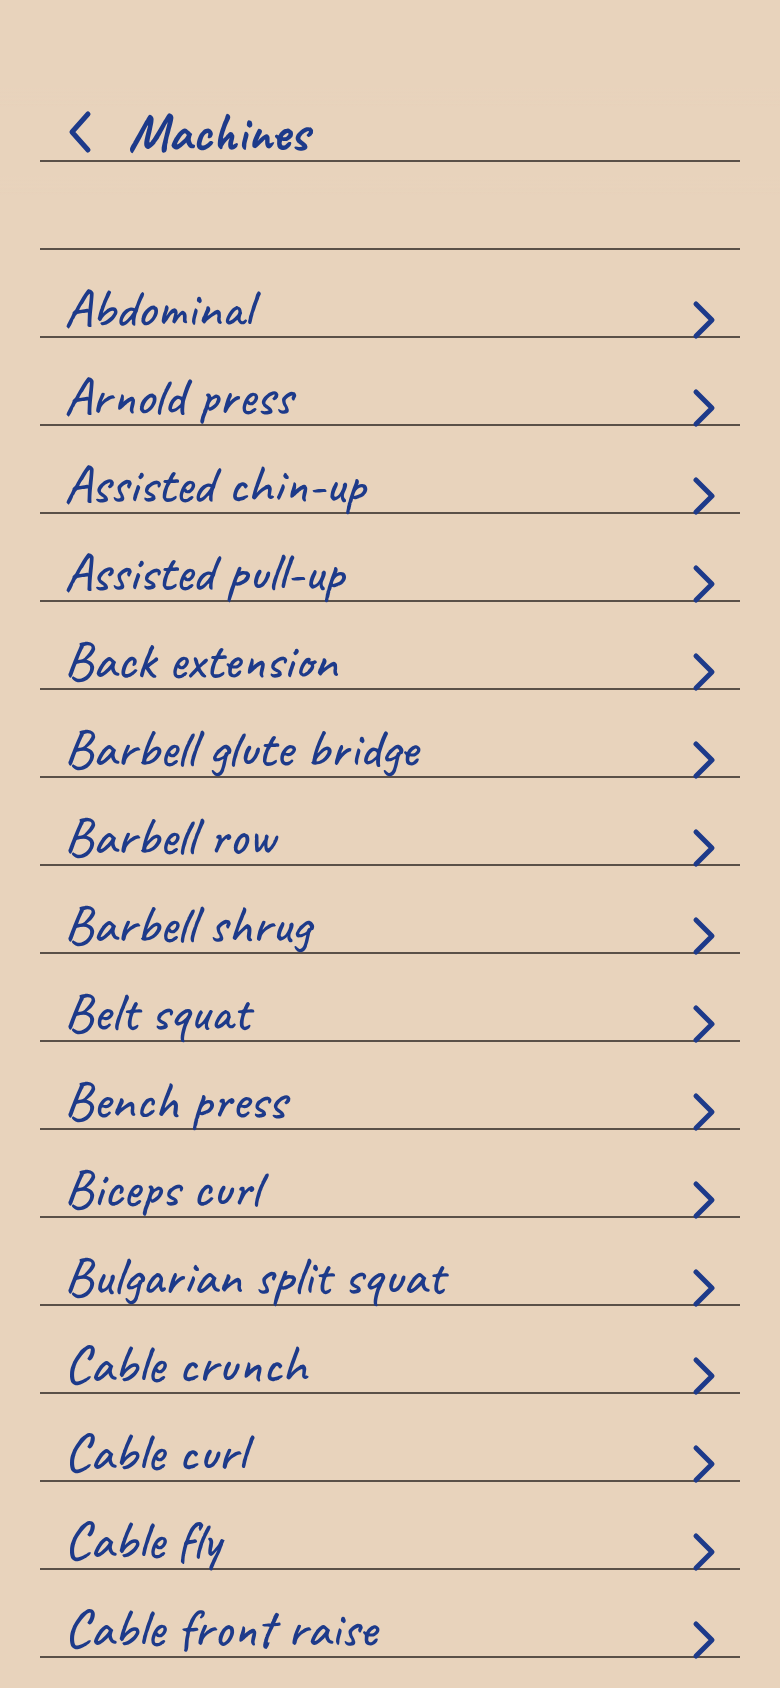 Machines
Abdominal
Arnold press
Assisted chin-up
Assisted pull-up
Back extension
Barbell glute bridge
Barbell row
Barbell shrug
Belt squat
Bench press
Biceps curl
Bulgarian split squat
Cable crunch
Cable curl
Cable fly
Cable front raise